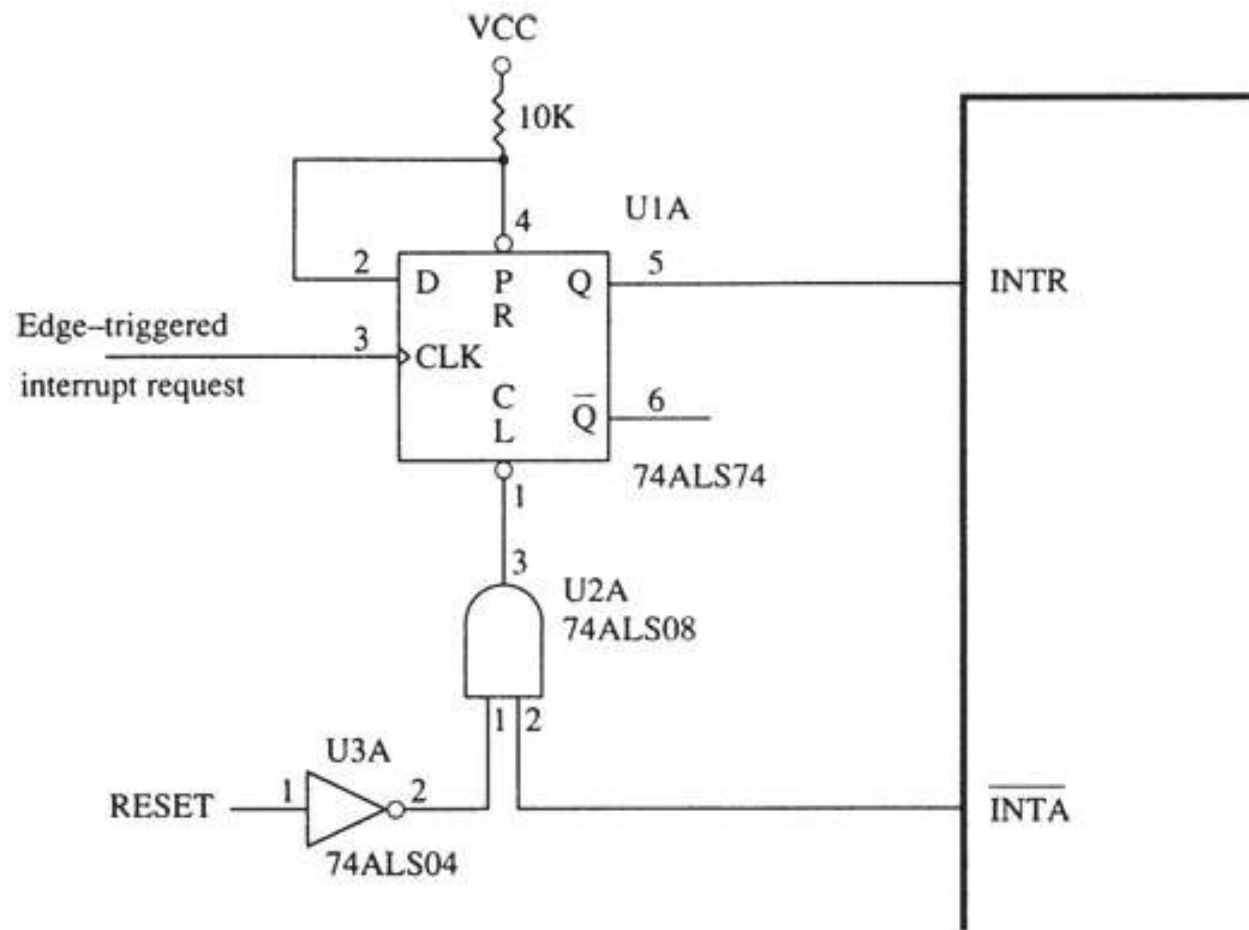 VCC
10K
4
U1A
2
D
P
R
Q
5
INTR
Edge-triggered
interrupt request
3
CLK
C
L
Q̅
6
74ALS74
1
3
U2A
74ALS08
1
2
U3A
RESET
1
2
I̅N̅T̅A̅
74ALS04